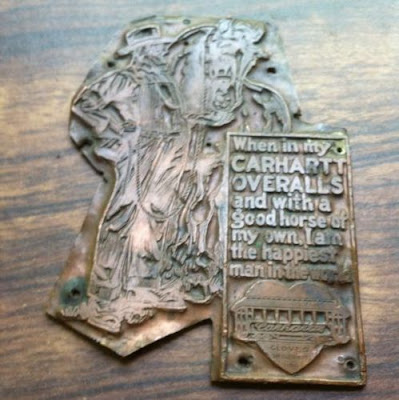 When in my
CARHARTT
OVERALLS
and with a
good horse of
my own, I am
the happiest
man in the